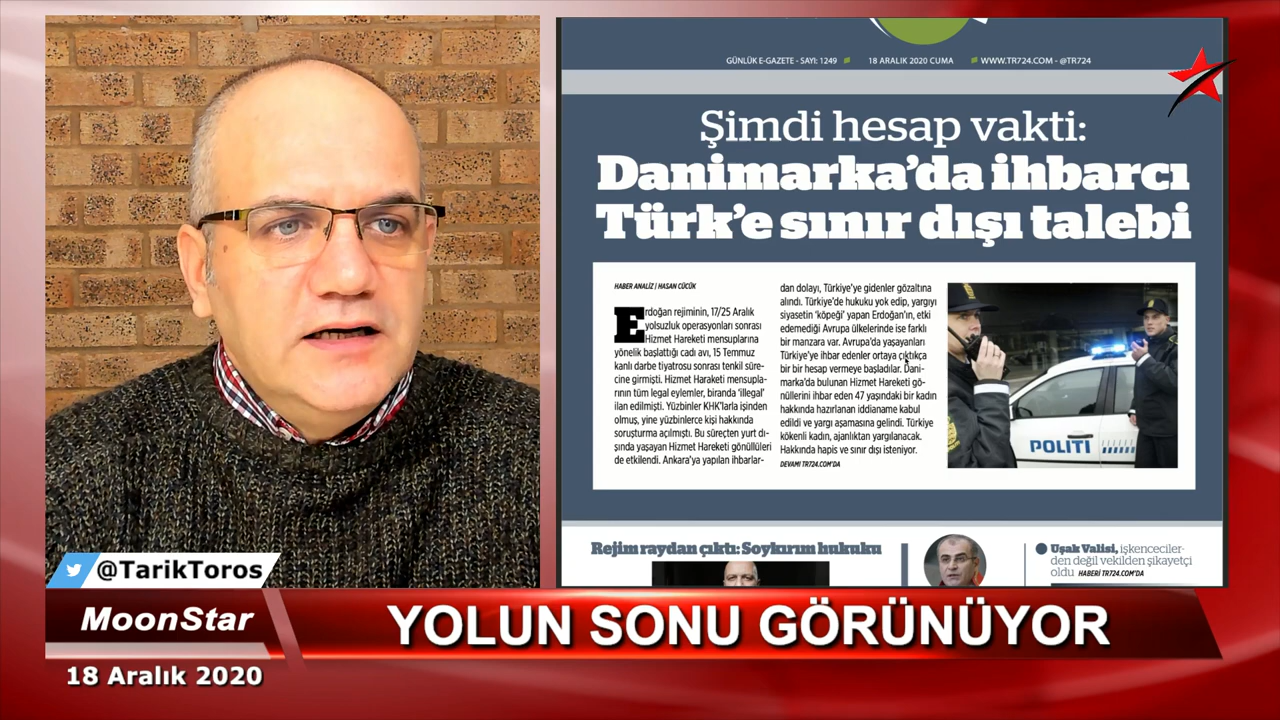 GÜNLÜK E-GAZETE - SAYI: 1249
18 ARALIK 2020 CUMA
WWW.TR724.COM - @TR724
Şimdi hesap vakti:
Danimarka’da ihbarcı
Türk’e sınır dışı talebi
HABER ANALİZ | HASAN CÜCÜK
Erdoğan rejiminin, 17/25 Aralık
yolsuzluk operasyonları sonrası
Hizmet Hareketi mensuplarına
yönelik başlattığı cadı avı, 15 Temmuz
kanlı darbe tiyatrosu sonrası tenkil süre-
cine girmişti. Hizmet Haraketi mensupla-
rının tüm legal eylemler, biranda ‘illegal’
ilan edilmişti. Yüzbinler KHK’larla işinden
olmuş, yine yüzbinlerce kişi hakkında
soruşturma açılmıştı. Bu süreçten yurt dı-
şında yaşayan Hizmet Hareketi gönüllüleri
de etkilendi. Ankara’ya yapılan ihbarlar-
dan dolayı, Türkiye’ye gidenler gözaltına
alındı. Türkiye’de hukuku yok edip, yargıyı
siyasetin ‘köpeği’ yapan Erdoğan’ın, etki
edemediği Avrupa ülkelerinde ise farklı
bir manzara var. Avrupa’da yaşayanları
Türkiye’ye ihbar edenler ortaya çıktıkça
bir bir hesap vermeye başladılar. Dani-
marka’da bulunan Hizmet Hareketi gö-
nüllerini ihbar eden 47 yaşındaki bir kadın
hakkında hazırlanan iddianame kabul
edildi ve yargı aşamasına gelindi. Türkiye
kökenli kadın, ajanlıktan yargılanacak.
Hakkında hapis ve sınır dışı isteniyor.
DEVAMI TR724.COM’DA
POLITI
Rejim raydan çıktı: Soykırım hukuku
Uşak Valisi, işkenceciler-
den değil vekilden şikayetçi
oldu HABERİ TR724.COM’DA
@TarikToros
MoonStar
YOLUN SONU GÖRÜNÜYOR
18 Aralık 2020